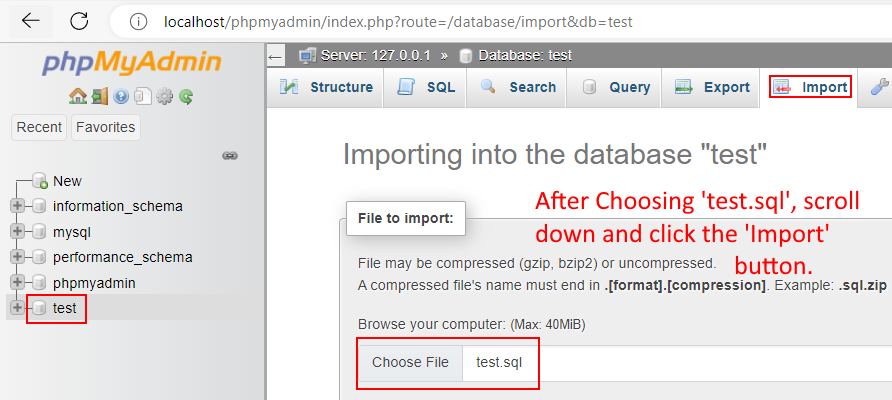 localhost/phpmyadmin/index.php?route=/database/import&db=test
phpMyAdmin
Server: 127.0.0.1 » Database: test
Structure SQL Search Query Export Import
Recent Favorites
New
information_schema
mysql
performance_schema
phpmyadmin
test
Importing into the database "test"
After Choosing 'test.sql', scroll
down and click the 'Import'
button.
File to import:
File may be compressed (gzip, bzip2) or uncompressed.
A compressed file's name must end in .[format].[compression]. Example: .sql.zip
Browse your computer: (Max: 40MiB)
Choose File test.sql